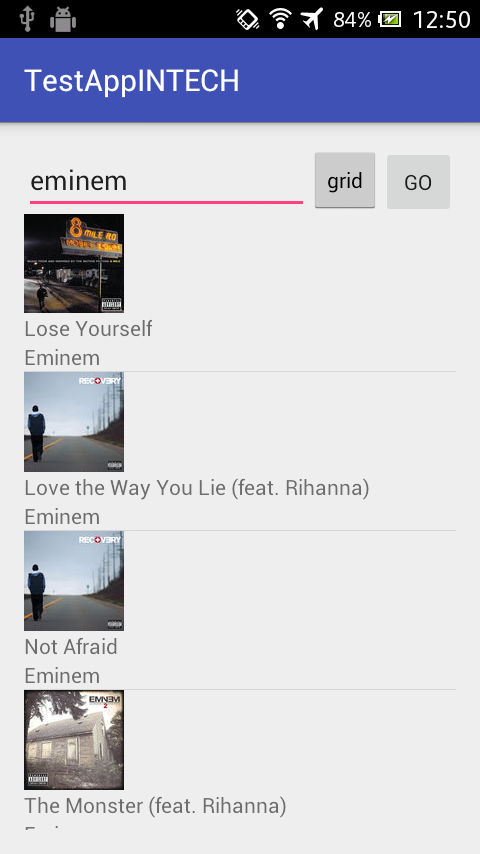 84% 12:50
TestAppINTECH
eminem grid GO
8 MILE RD
Lose Yourself
Eminem
RECOVERY
Love the Way You Lie (feat. Rihanna)
Eminem
RECOVERY
Not Afraid
Eminem
EMINEM
2
The Monster (feat. Rihanna)